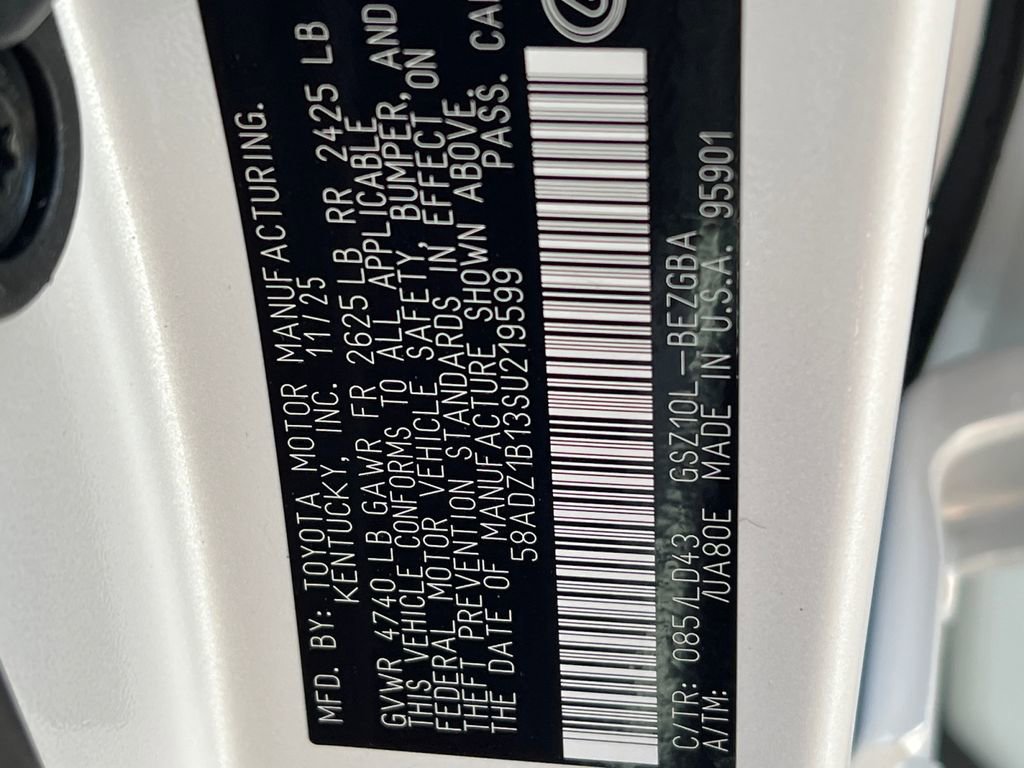 MFD. BY: TOYOTA MOTOR MANUFACTURING.
KENTUCKY, INC. 11/25
GVWR 4740 LB GAWR FR 2625 LB RR 2425 LB
THIS VEHICLE CONFORMS TO ALL APPLICABLE
FEDERAL MOTOR VEHICLE SAFETY, BUMPER, AND
THEFT PREVENTION STANDARDS IN EFFECT ON
THE DATE OF MANUFACTURE SHOWN ABOVE.
58ADZ1B13SU219599 PASS. CAR
C/TR: 085/LD43 GSZ10L-BEZGBA
A/TM: /UA80E MADE IN U.S.A. 95901